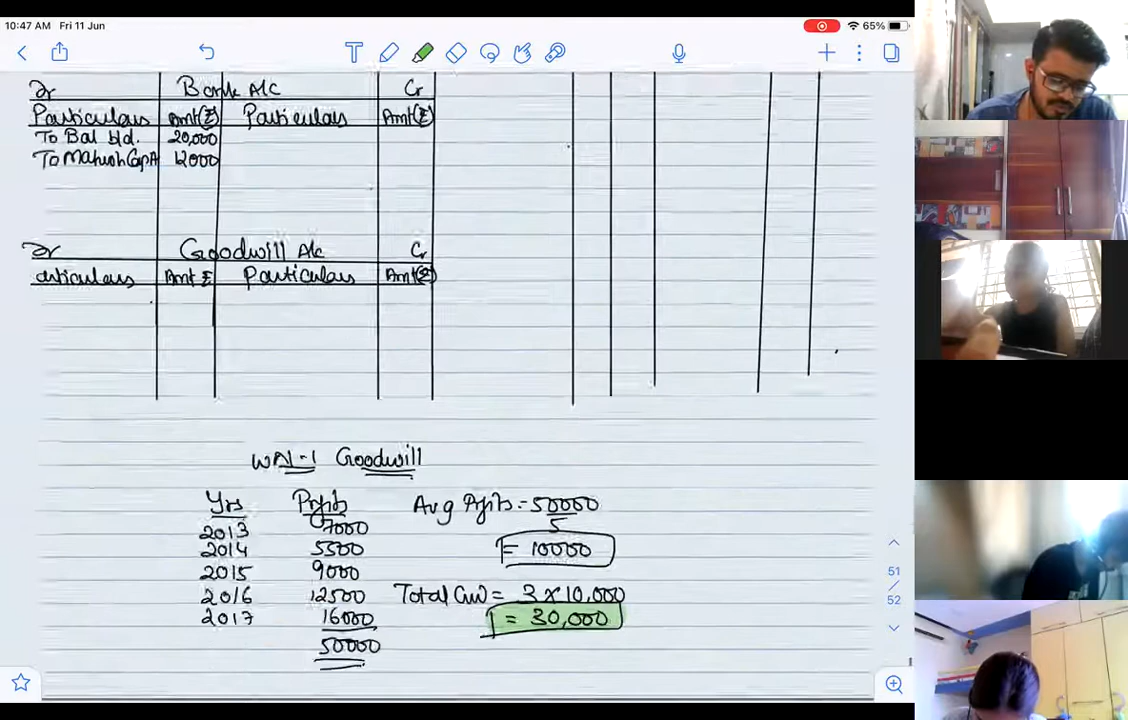 10:47 AM Fri 11 Jun
65%
Dr Bank A/c Cr
Particulars Amt(₹) Particulars Amt(₹)
To Bal bd. 20,000
To Mahesh Cap A 12000
Dr Goodwill A/c Cr
articulars Amt ₹ Particulars Amt(₹)
WN-1 Goodwill
Yrs Profits Avg Profits = 50000
5
2013 7000
2014 5500 = 10000
2015 9000
2016 12500 Total GW = 3 x 10,000
2017 16000 = 30,000
50000
51
/
52